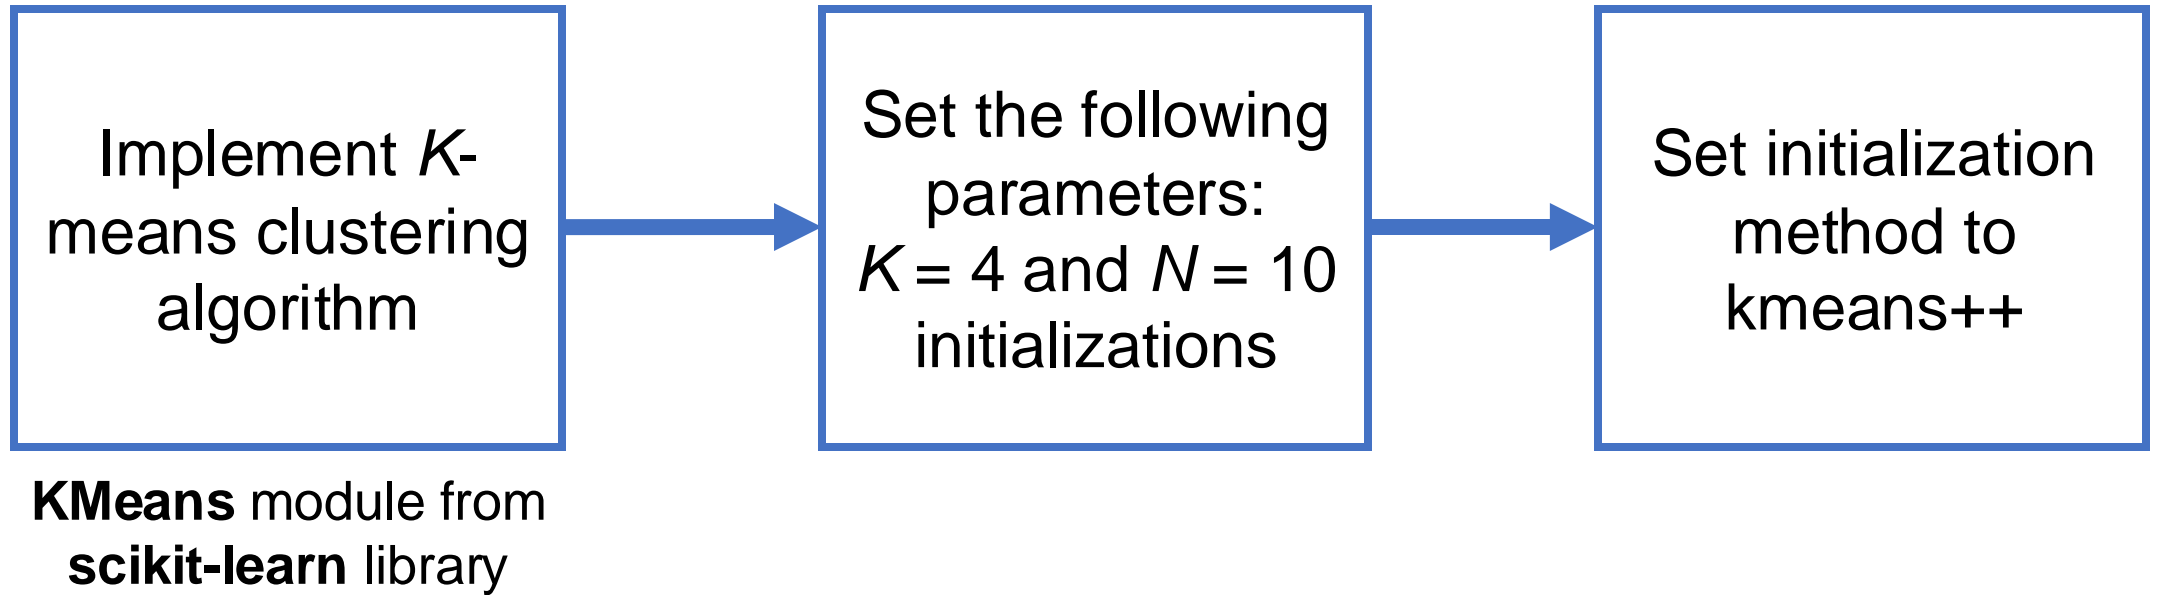 Implement K-
means clustering
algorithm
KMeans module from
scikit-learn library
Set the following
parameters:
K = 4 and N = 10
initializations
Set initialization
method to
kmeans++